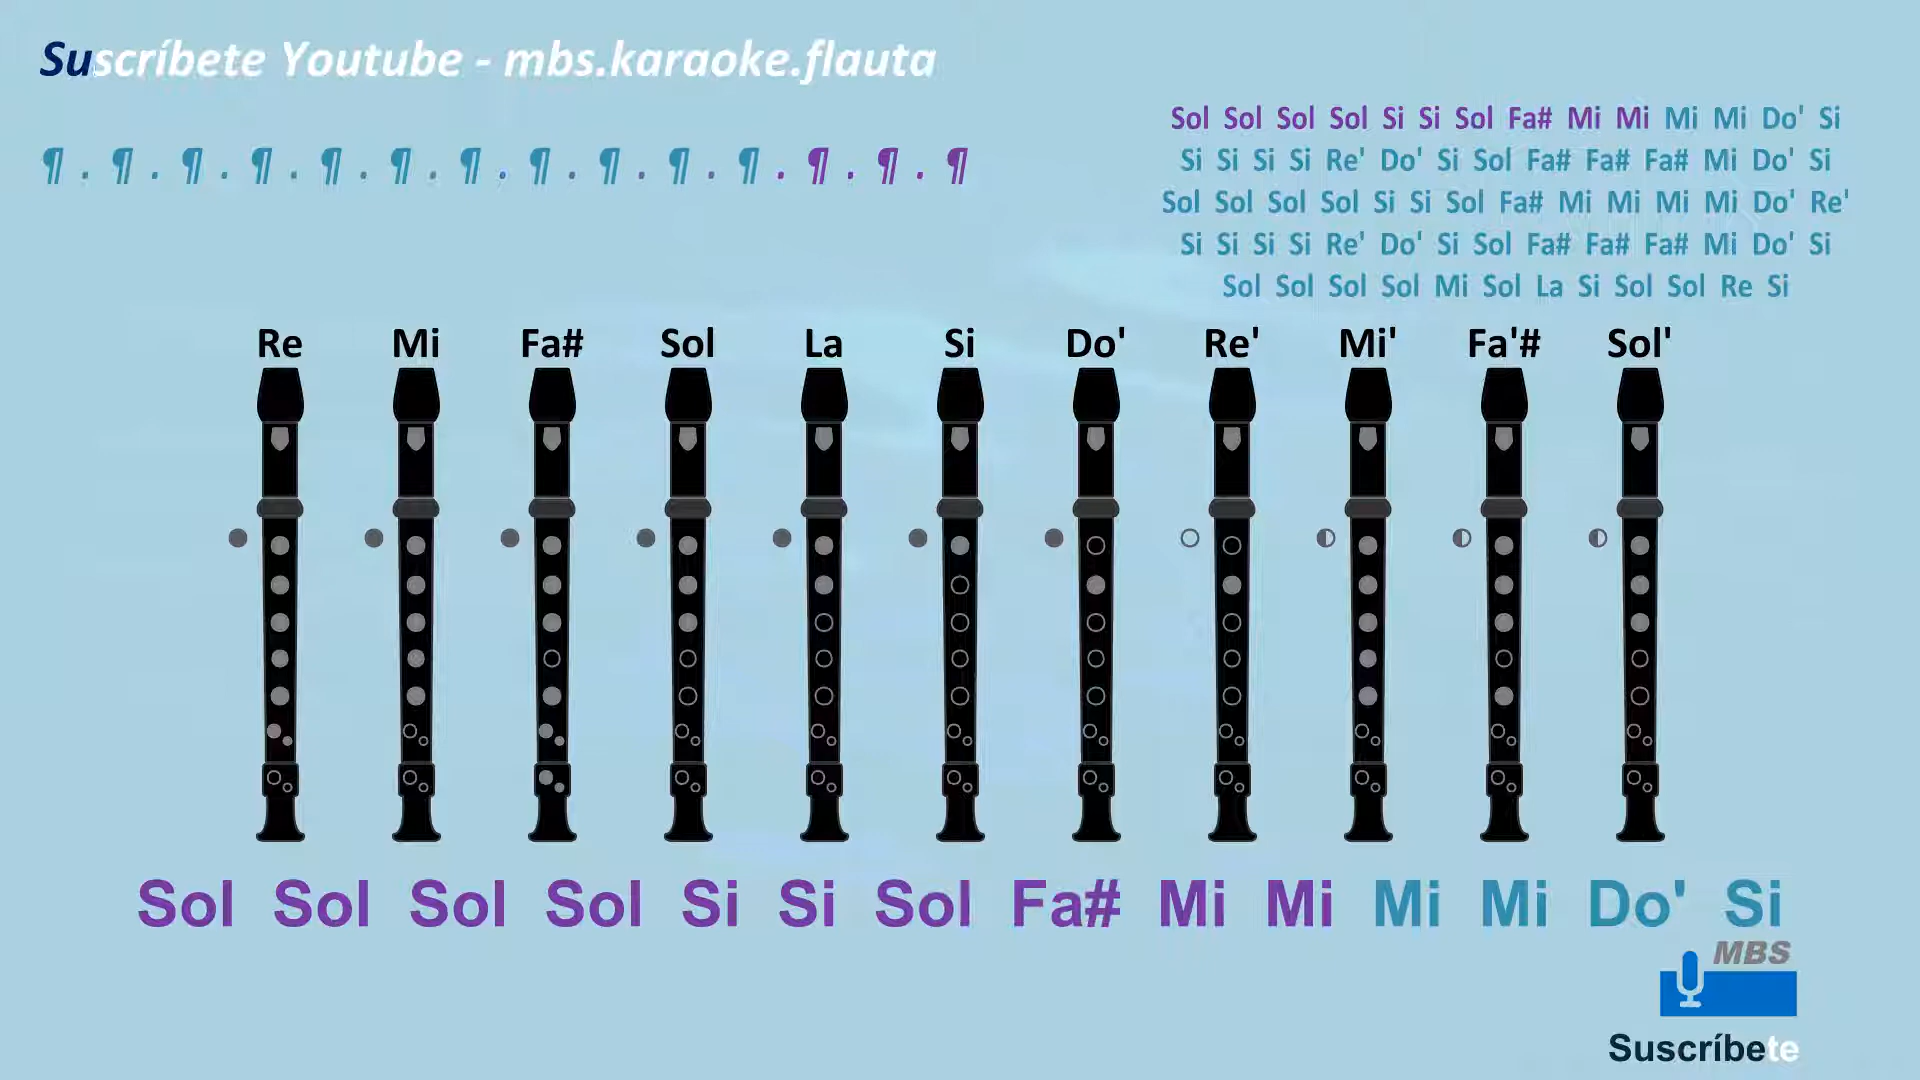 Suscríbete Youtube - mbs.karaoke.flauta
¶ . ¶ . ¶ . ¶ . ¶ . ¶ . ¶ . ¶ . ¶ . ¶ . ¶ . ¶ . ¶ . ¶
Sol Sol Sol Sol Si Si Sol Fa# Mi Mi Mi Mi Do' Si
Si Si Si Si Re' Do' Si Sol Fa# Fa# Fa# Mi Do' Si
Sol Sol Sol Sol Si Si Sol Fa# Mi Mi Mi Mi Do' Re'
Si Si Si Si Re' Do' Si Sol Fa# Fa# Fa# Mi Do' Si
Sol Sol Sol Sol Mi Sol La Si Sol Sol Re Si
Re Mi Fa# Sol La Si Do' Re' Mi' Fa'# Sol'
Sol Sol Sol Sol Si Si Sol Fa# Mi Mi Mi Mi Do' Si
MBS
Suscríbete